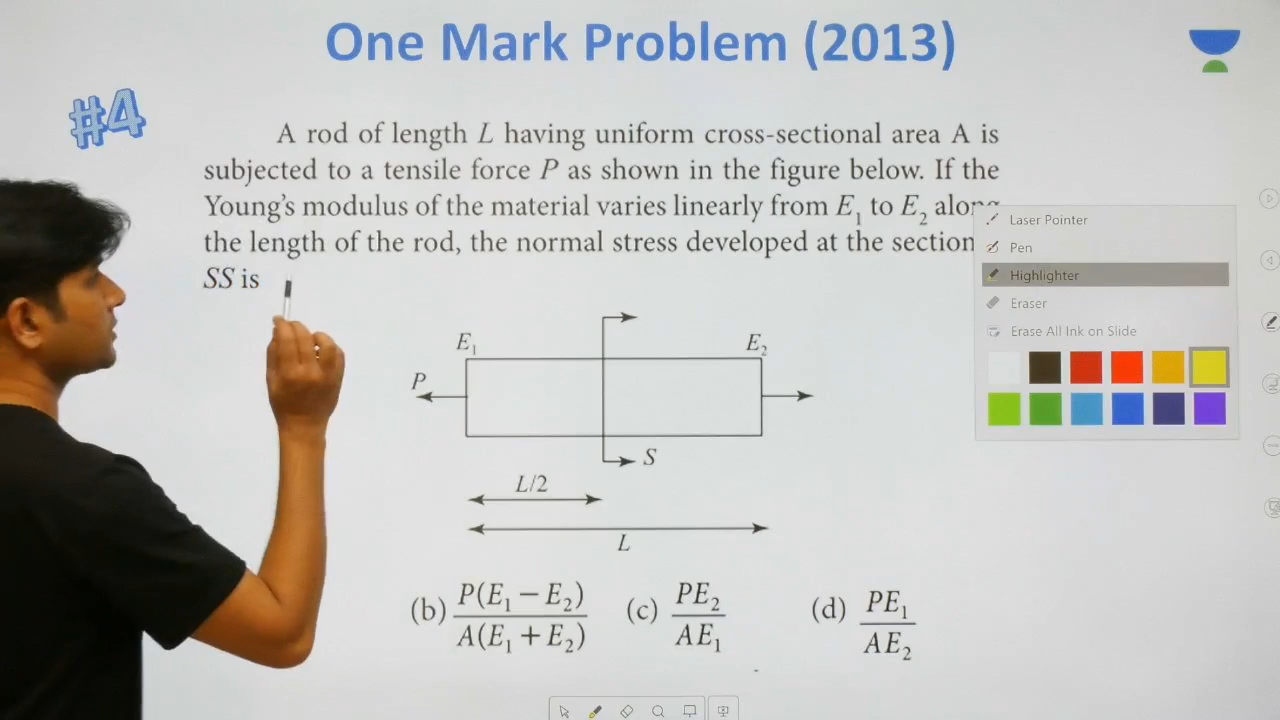 One Mark Problem (2013)
#4
A rod of length L having uniform cross-sectional area A is
subjected to a tensile force P as shown in the figure below. If the
Young's modulus of the material varies linearly from E₁ to E₂ along
the length of the rod, the normal stress developed at the section
SS is
Laser Pointer
Pen
Highlighter
Eraser
Erase All Ink on Slide
E₁ E₂
P
S
L/2
L
(b) P(E₁ − E₂) / A(E₁ + E₂) (c) PE₂ / AE₁ (d) PE₁ / AE₂